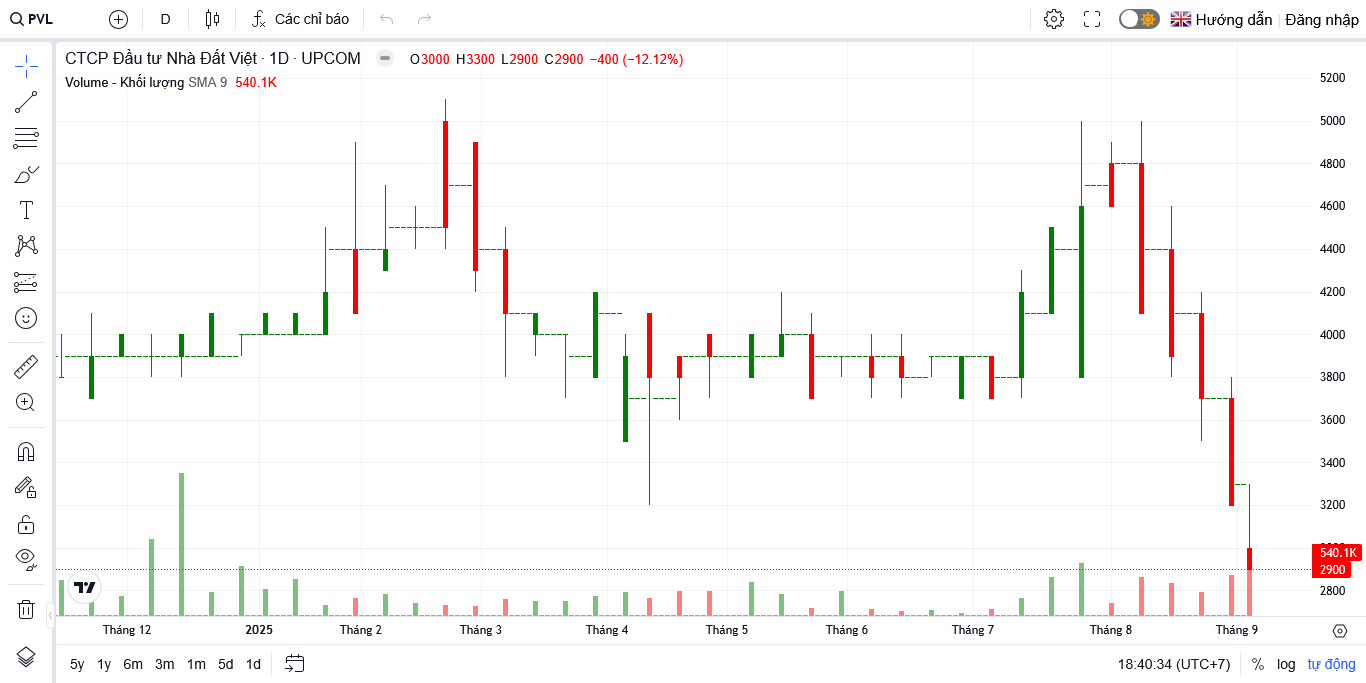 PVL D Các chỉ báo Hướng dẫn Đăng nhập
CTCP Đầu tư Nhà Đất Việt · 1D · UPCOM O3000 H3300 L2900 C2900 −400 (−12.12%)
Volume - Khối lượng SMA 9 540.1K
5200
5000
4800
4600
4400
4200
4000
3800
3600
3400
3200
540.1K
2900
2800
Tháng 12 2025 Tháng 2 Tháng 3 Tháng 4 Tháng 5 Tháng 6 Tháng 7 Tháng 8 Tháng 9
5y 1y 6m 3m 1m 5d 1d 18:40:34 (UTC+7) % log tự động